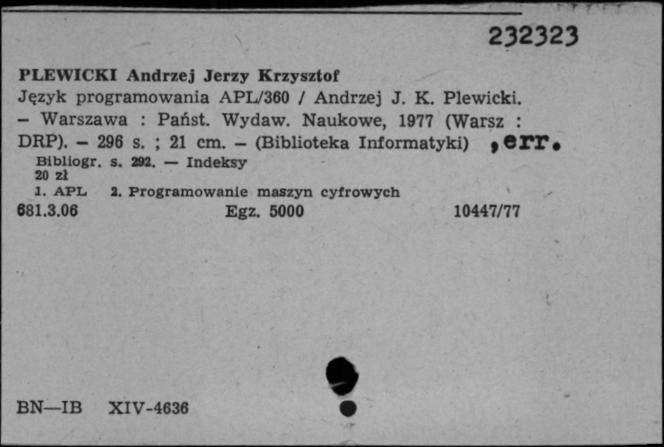 232323
PLEWICKI Andrzej Jerzy Krzysztof
Język programowania APL/360 / Andrzej J. K. Plewicki.
— Warszawa : Państ. Wydaw. Naukowe, 1977 (Warsz :
DRP). — 296 s. ; 21 cm. — (Biblioteka Informatyki) ,err.
Bibliogr. s. 292. — Indeksy
20 zł
1. APL 2. Programowanie maszyn cyfrowych
681.3.06 Egz. 5000 10447/77
BN—IB XIV-4636